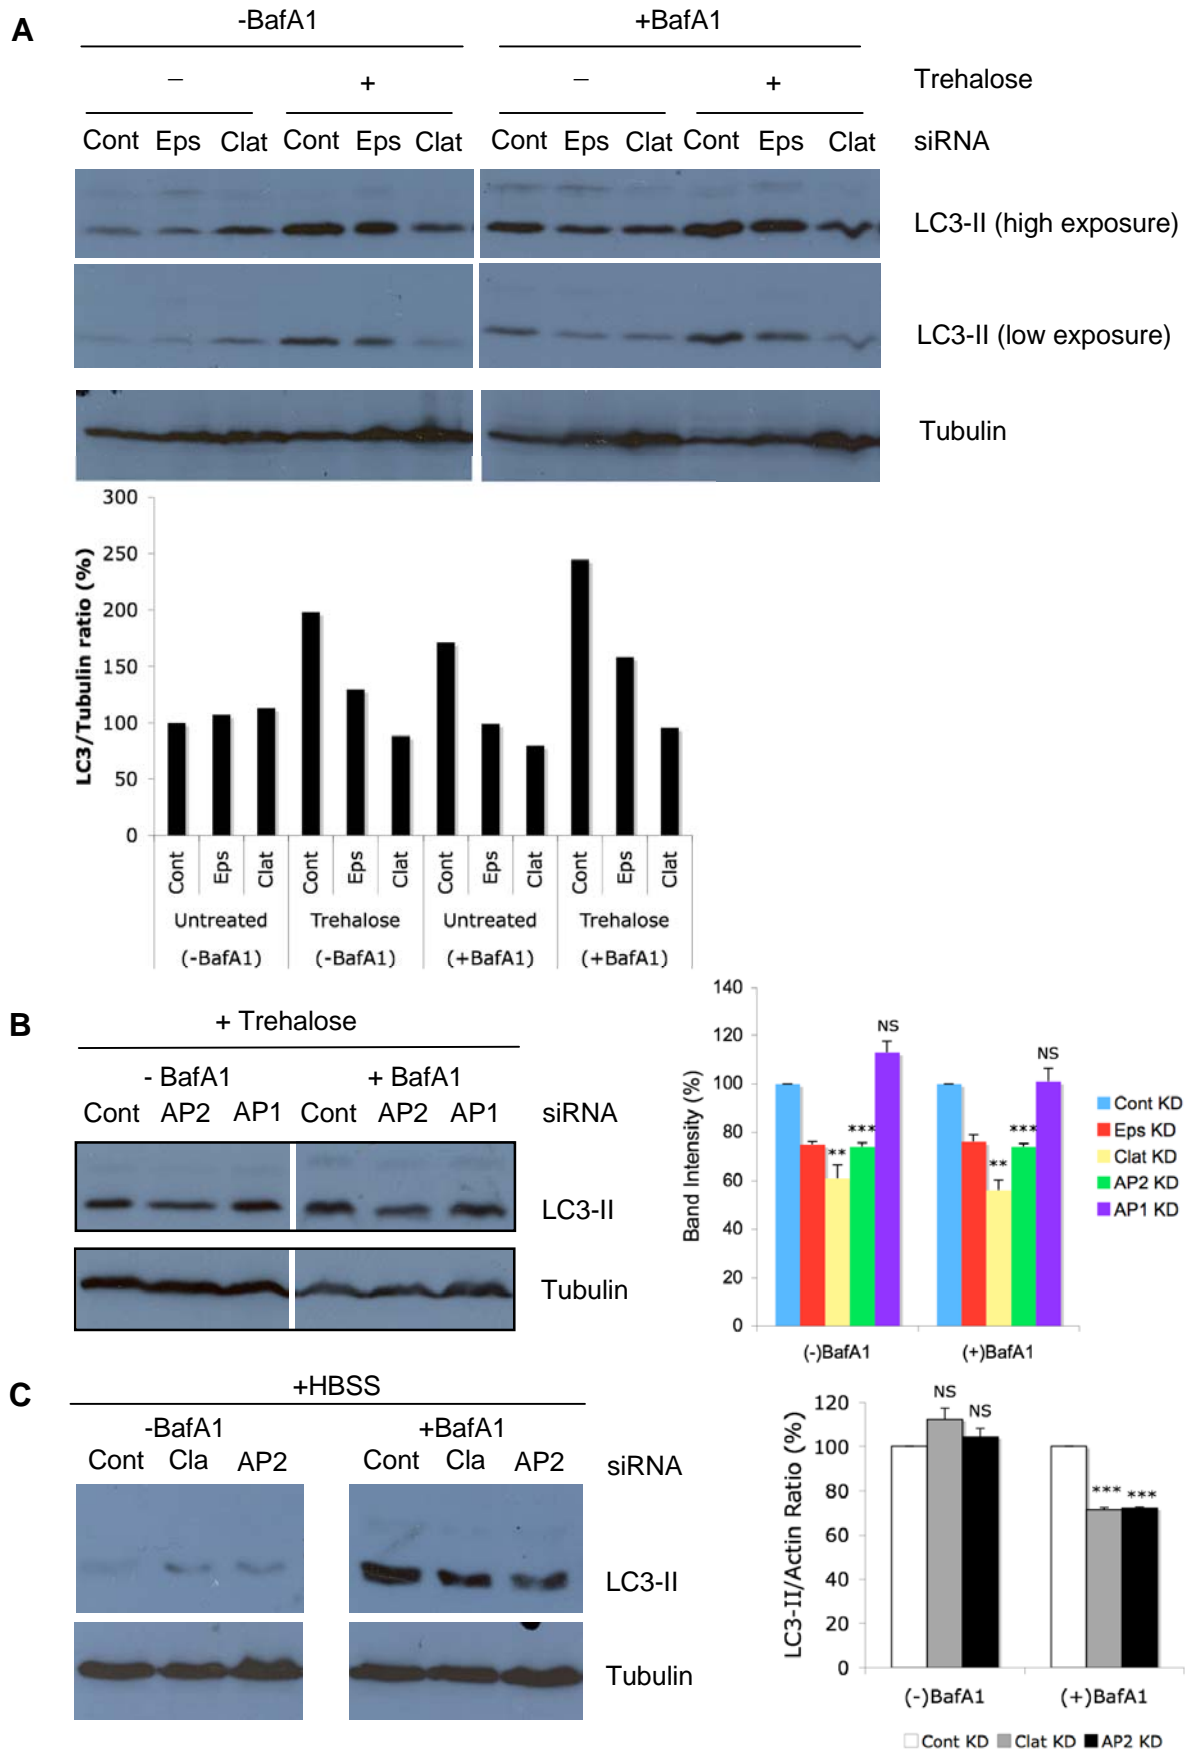 A
-BafA1 +BafA1
– + – + Trehalose
Cont Eps Clat Cont Eps Clat Cont Eps Clat Cont Eps Clat siRNA
LC3-II (high exposure)
LC3-II (low exposure)
Tubulin
LC3/Tubulin ratio (%)
300
250
200
150
100
50
0
Cont Eps Clat Cont Eps Clat Cont Eps Clat Cont Eps Clat
Untreated Trehalose Untreated Trehalose
(-BafA1) (-BafA1) (+BafA1) (+BafA1)
B
+ Trehalose
- BafA1 + BafA1
Cont AP2 AP1 Cont AP2 AP1 siRNA
LC3-II
Tubulin
Band Intensity (%)
140
120
100
80
60
40
20
0
** *** NS ** *** NS
(-)BafA1 (+)BafA1
Cont KD
Eps KD
Clat KD
AP2 KD
AP1 KD
C
+HBSS
-BafA1 +BafA1
Cont Cla AP2 Cont Cla AP2 siRNA
LC3-II
Tubulin
LC3-II/Actin Ratio (%)
120
100
80
60
40
20
0
NS NS *** ***
(-)BafA1 (+)BafA1
Cont KD Clat KD AP2 KD